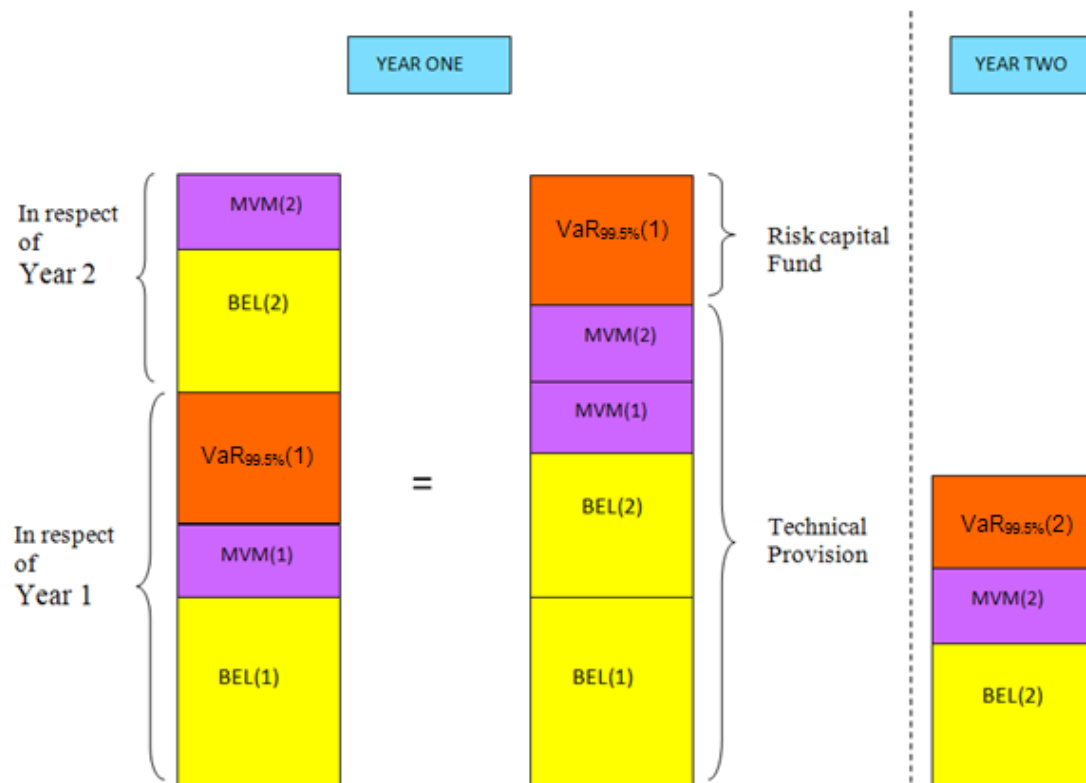 YEAR ONE
YEAR TWO
In respect
of
Year 2
MVM(2)
BEL(2)
In respect
of
Year 1
VaR99.5%(1)
MVM(1)
BEL(1)
=
VaR99.5%(1)
MVM(2)
MVM(1)
BEL(2)
BEL(1)
Risk capital
Fund
Technical
Provision
VaR99.5%(2)
MVM(2)
BEL(2)